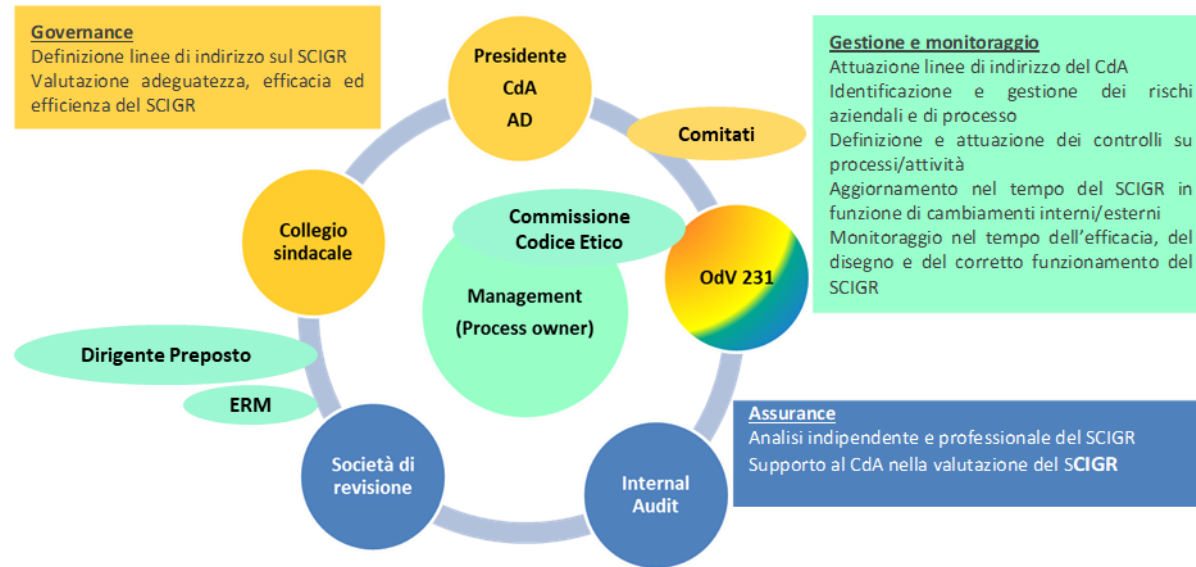 Governance
Definizione linee di indirizzo sul SCIGR
Valutazione adeguatezza, efficacia ed
efficienza del SCIGR
Presidente
CdA
AD
Comitati
Gestione e monitoraggio
Attuazione linee di indirizzo del CdA
Identificazione e gestione dei rischi
aziendali e di processo
Definizione e attuazione dei controlli su
processi/attività
Aggiornamento nel tempo del SCIGR in
funzione di cambiamenti interni/esterni
Monitoraggio nel tempo dell'efficacia, del
disegno e del corretto funzionamento del
SCIGR
Collegio
sindacale
Commissione
Codice Etico
Management
(Process owner)
OdV 231
Dirigente Preposto
ERM
Società di
revisione
Internal
Audit
Assurance
Analisi indipendente e professionale del SCIGR
Supporto al CdA nella valutazione del SCIGR